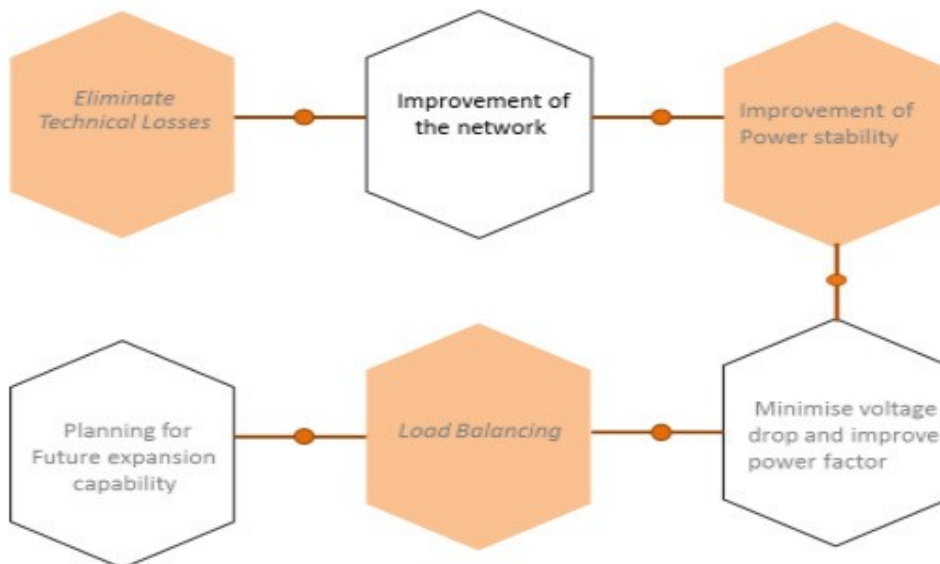 Eliminate
Technical Losses
Improvement of
the network
Improvement of
Power stability
Minimise voltage
drop and improve
power factor
Load Balancing
Planning for
Future expansion
capability